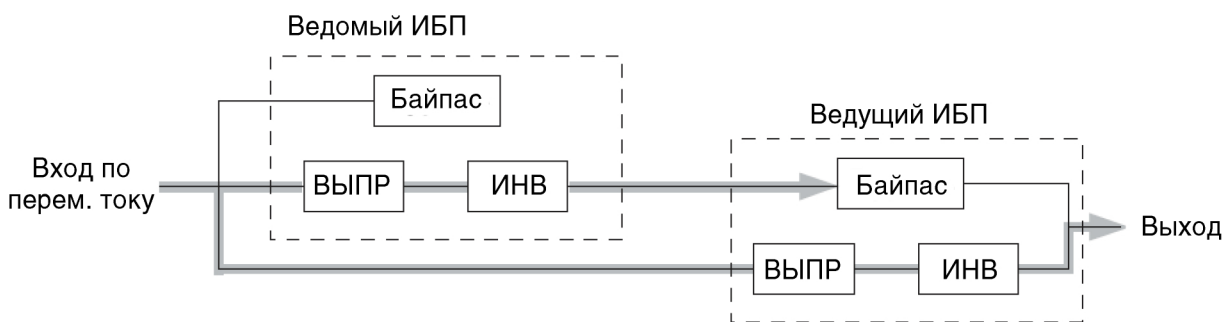 Ведомый ИБП
Байпас
Ведущий ИБП
Вход по
перем. току
ВЫПР
ИНВ
Байпас
Выход
ВЫПР
ИНВ